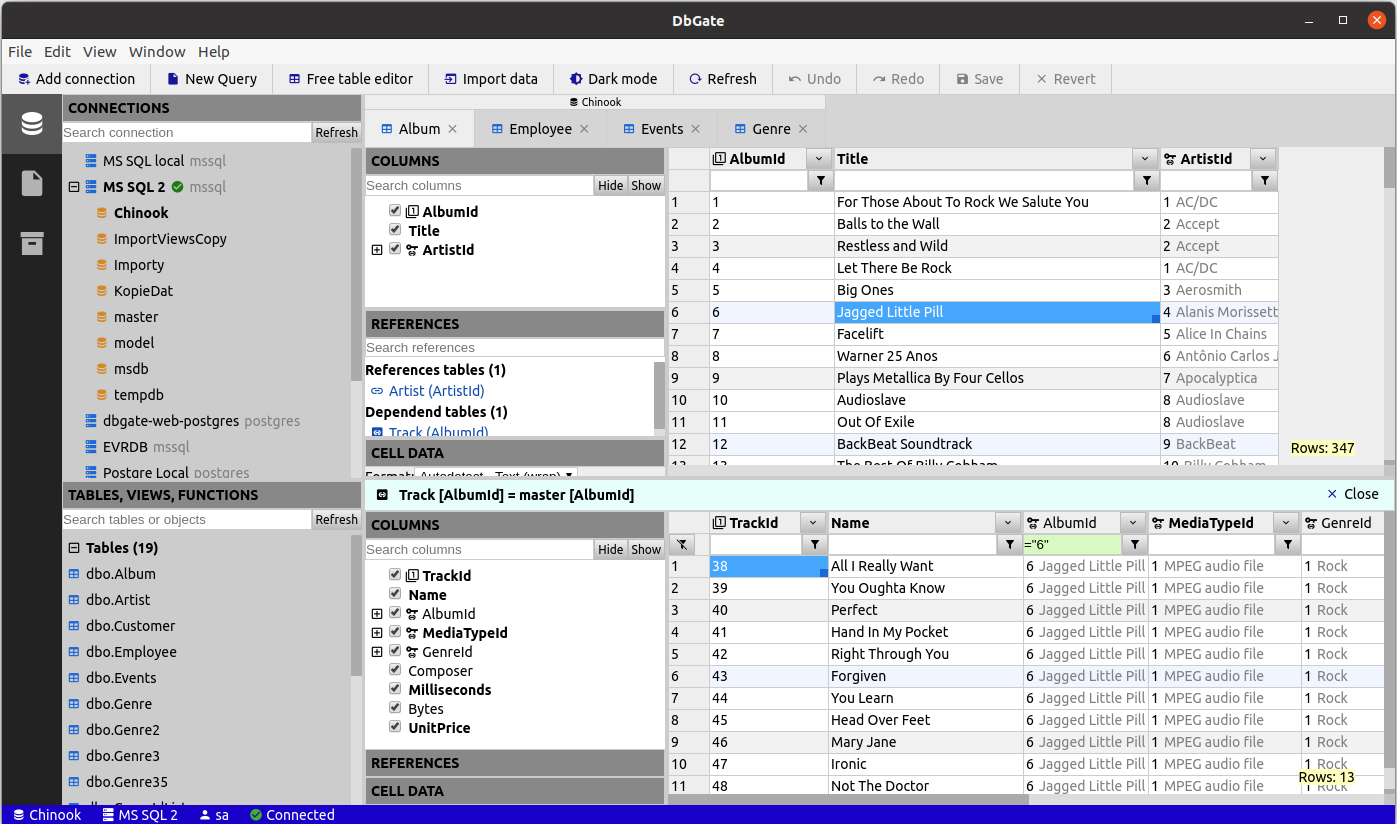 DbGate
File Edit View Window Help
Add connection New Query Free table editor Import data Dark mode Refresh Undo Redo Save Revert
CONNECTIONS
Search connection Refresh
MS SQL local mssql
MS SQL 2 mssql
Chinook
ImportViewsCopy
Importy
KopieDat
master
model
msdb
tempdb
dbgate-web-postgres postgres
EVRDB mssql
Postgre Local postgres
TABLES, VIEWS, FUNCTIONS
Search tables or objects Refresh
Tables (19)
dbo.Album
dbo.Artist
dbo.Customer
dbo.Employee
dbo.Events
dbo.Genre
dbo.Genre2
dbo.Genre3
dbo.Genre35
Chinook
Album Employee Events Genre
COLUMNS
Search columns Hide Show
AlbumId
Title
ArtistId
REFERENCES
Search references
References tables (1)
Artist (ArtistId)
Dependend tables (1)
Track (AlbumId)
CELL DATA
Format: Autodetect - Text (wrap)
AlbumId Title ArtistId
1 1 For Those About To Rock We Salute You 1 AC/DC
2 2 Balls to the Wall 2 Accept
3 3 Restless and Wild 2 Accept
4 4 Let There Be Rock 1 AC/DC
5 5 Big Ones 3 Aerosmith
6 6 Jagged Little Pill 4 Alanis Morissett
7 7 Facelift 5 Alice In Chains
8 8 Warner 25 Anos 6 Antônio Carlos J
9 9 Plays Metallica By Four Cellos 7 Apocalyptica
10 10 Audioslave 8 Audioslave
11 11 Out Of Exile 8 Audioslave
12 12 BackBeat Soundtrack 9 BackBeat
13 13 The Best Of Billy Cobham 10 Billy Cobham
Rows: 347
Track [AlbumId] = master [AlbumId] Close
COLUMNS
Search columns Hide Show
TrackId
Name
AlbumId
MediaTypeId
GenreId
Composer
Milliseconds
Bytes
UnitPrice
REFERENCES
CELL DATA
TrackId Name AlbumId MediaTypeId GenreId
="6"
1 38 All I Really Want 6 Jagged Little Pill 1 MPEG audio file 1 Rock
2 39 You Oughta Know 6 Jagged Little Pill 1 MPEG audio file 1 Rock
3 40 Perfect 6 Jagged Little Pill 1 MPEG audio file 1 Rock
4 41 Hand In My Pocket 6 Jagged Little Pill 1 MPEG audio file 1 Rock
5 42 Right Through You 6 Jagged Little Pill 1 MPEG audio file 1 Rock
6 43 Forgiven 6 Jagged Little Pill 1 MPEG audio file 1 Rock
7 44 You Learn 6 Jagged Little Pill 1 MPEG audio file 1 Rock
8 45 Head Over Feet 6 Jagged Little Pill 1 MPEG audio file 1 Rock
9 46 Mary Jane 6 Jagged Little Pill 1 MPEG audio file 1 Rock
10 47 Ironic 6 Jagged Little Pill 1 MPEG audio file 1 Rock
11 48 Not The Doctor 6 Jagged Little Pill 1 MPEG audio file 1 Rock
Rows: 13
Chinook MS SQL 2 sa Connected